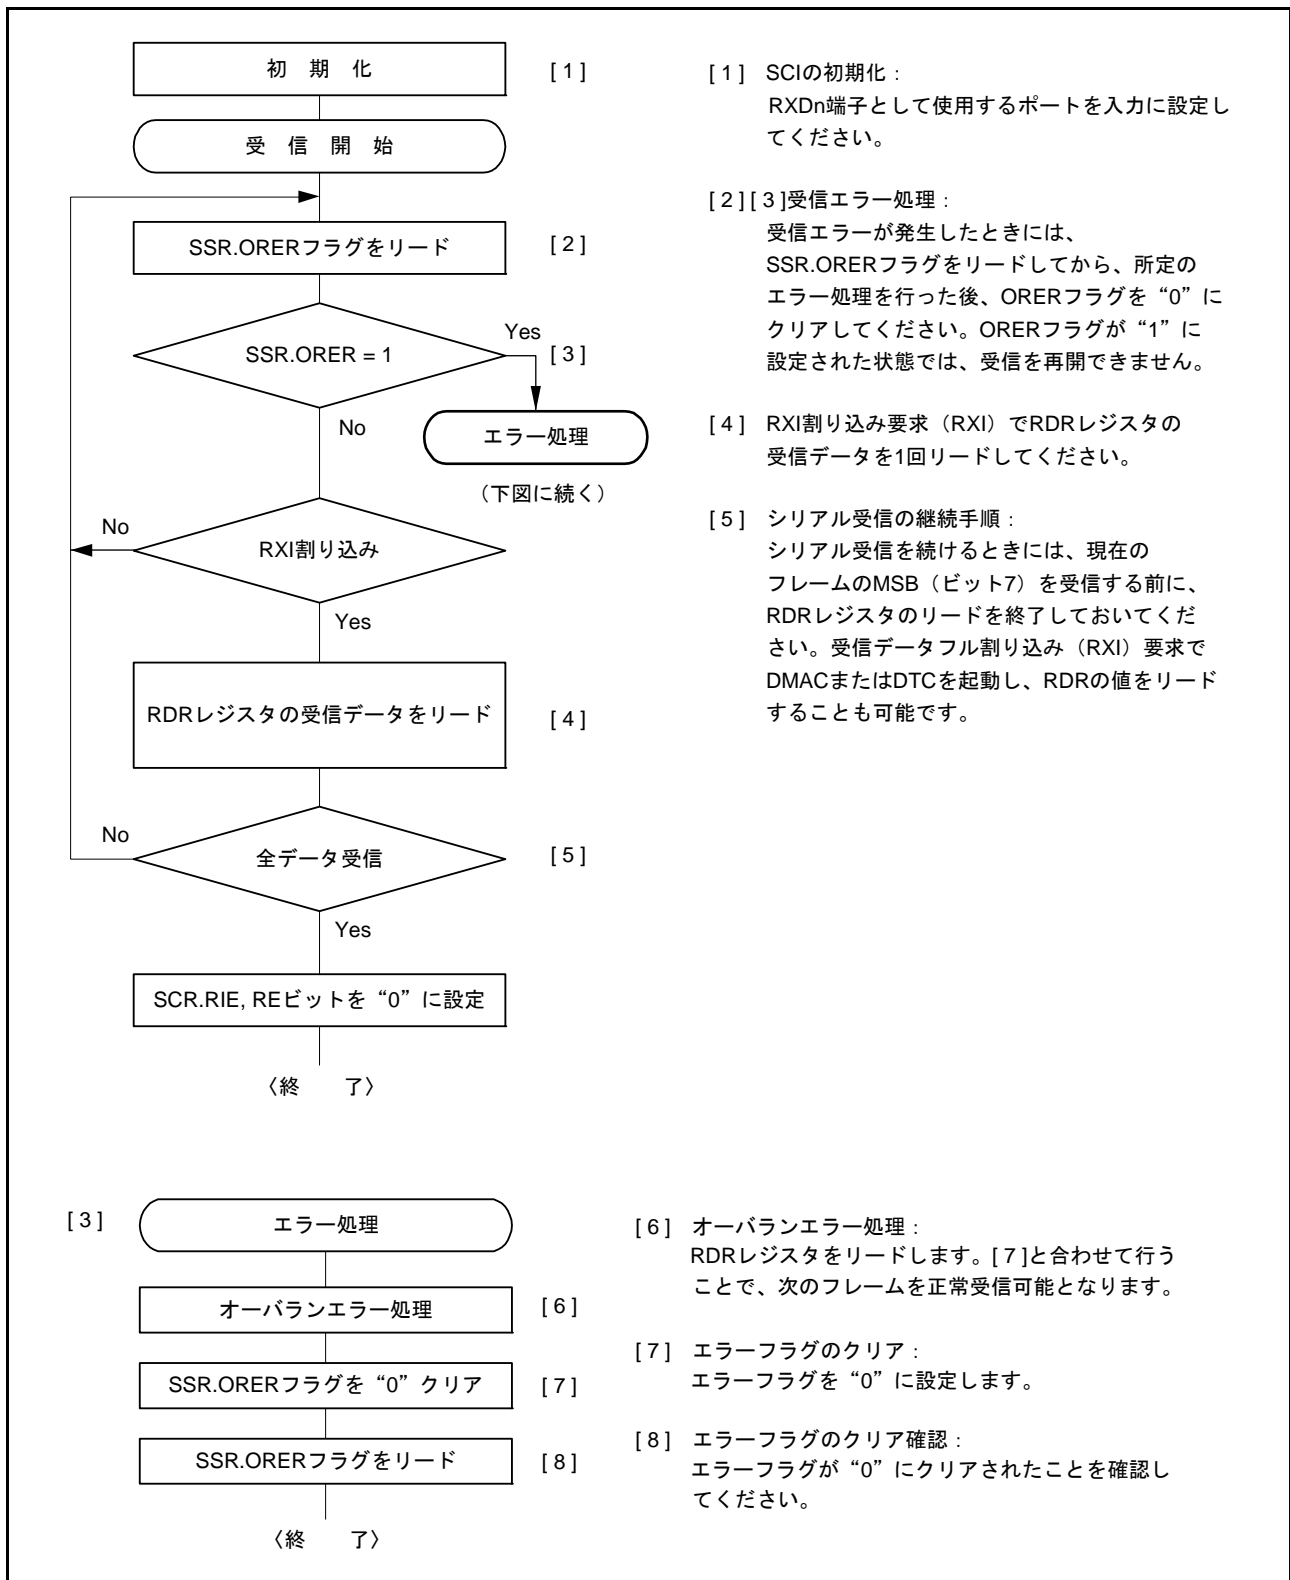 初 期 化 [1]
受 信 開 始
SSR.ORERフラグをリード [2]
SSR.ORER = 1
Yes
[3]
No
エラー処理
（下図に続く）
No
RXI割り込み
Yes
RDRレジスタの受信データをリード [4]
No
全データ受信 [5]
Yes
SCR.RIE, REビットを“0”に設定
〈終 了〉
[1] SCIの初期化：
RXDn端子として使用するポートを入力に設定し
てください。
[2][3]受信エラー処理：
受信エラーが発生したときには、
SSR.ORERフラグをリードしてから、所定の
エラー処理を行った後、ORERフラグを“0”に
クリアしてください。ORERフラグが“1”に
設定された状態では、受信を再開できません。
[4] RXI割り込み要求（RXI）でRDRレジスタの
受信データを1回リードしてください。
[5] シリアル受信の継続手順：
シリアル受信を続けるときには、現在の
フレームのMSB（ビット7）を受信する前に、
RDRレジスタのリードを終了しておいてくだ
さい。受信データフル割り込み（RXI）要求で
DMACまたはDTCを起動し、RDRの値をリード
することも可能です。
[3] エラー処理
オーバランエラー処理 [6]
SSR.ORERフラグを“0”クリア [7]
SSR.ORERフラグをリード [8]
〈終 了〉
[6] オーバランエラー処理：
RDRレジスタをリードします。[7]と合わせて行う
ことで、次のフレームを正常受信可能となります。
[7] エラーフラグのクリア：
エラーフラグを“0”に設定します。
[8] エラーフラグのクリア確認：
エラーフラグが“0”にクリアされたことを確認し
てください。